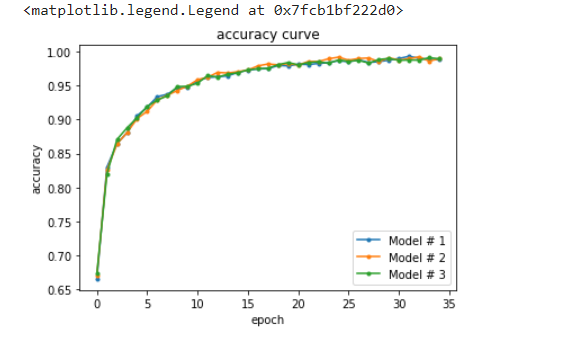 <matplotlib.legend.Legend at 0x7fcb1bf222d0>
accuracy curve
1.00
0.95
0.90
0.85
0.80
0.75
0.70
0.65
accuracy
Model # 1
Model # 2
Model # 3
0 5 10 15 20 25 30 35
epoch